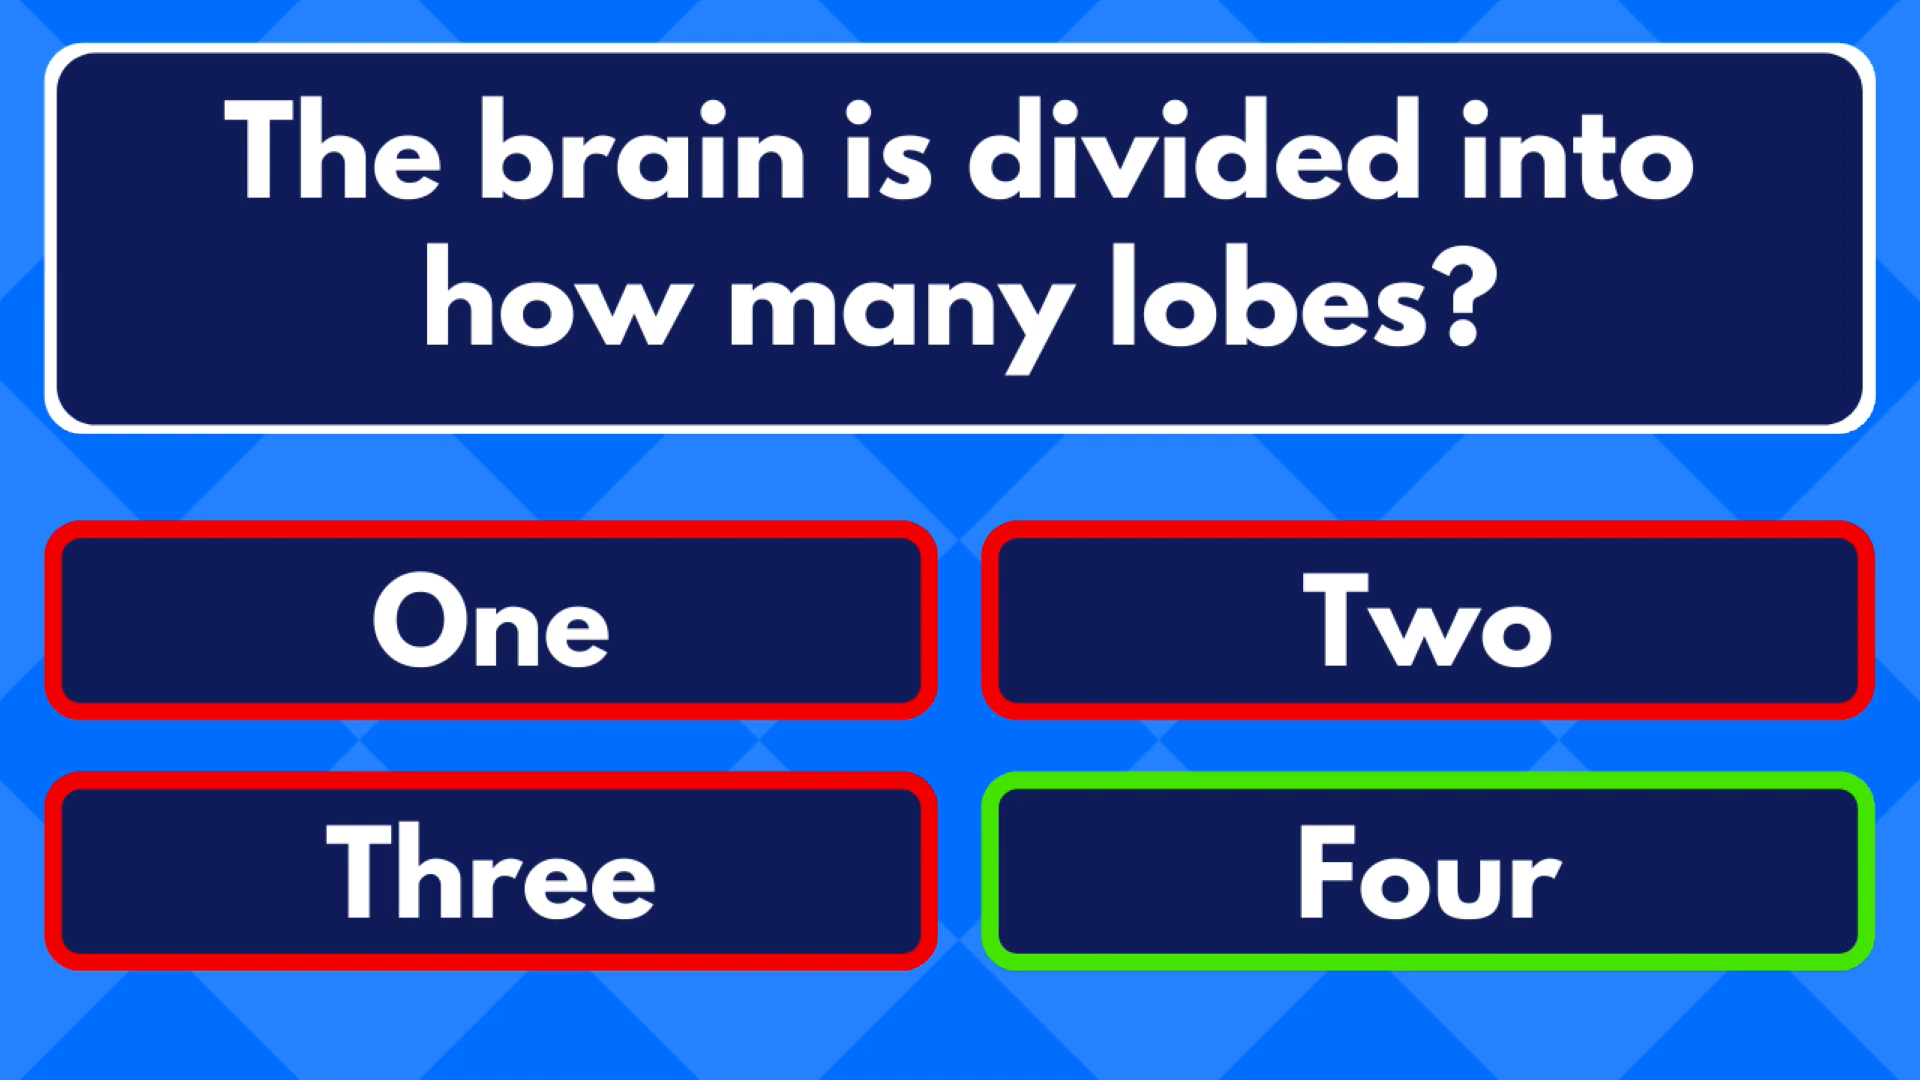 The brain is divided into
how many lobes?
One
Two
Three
Four